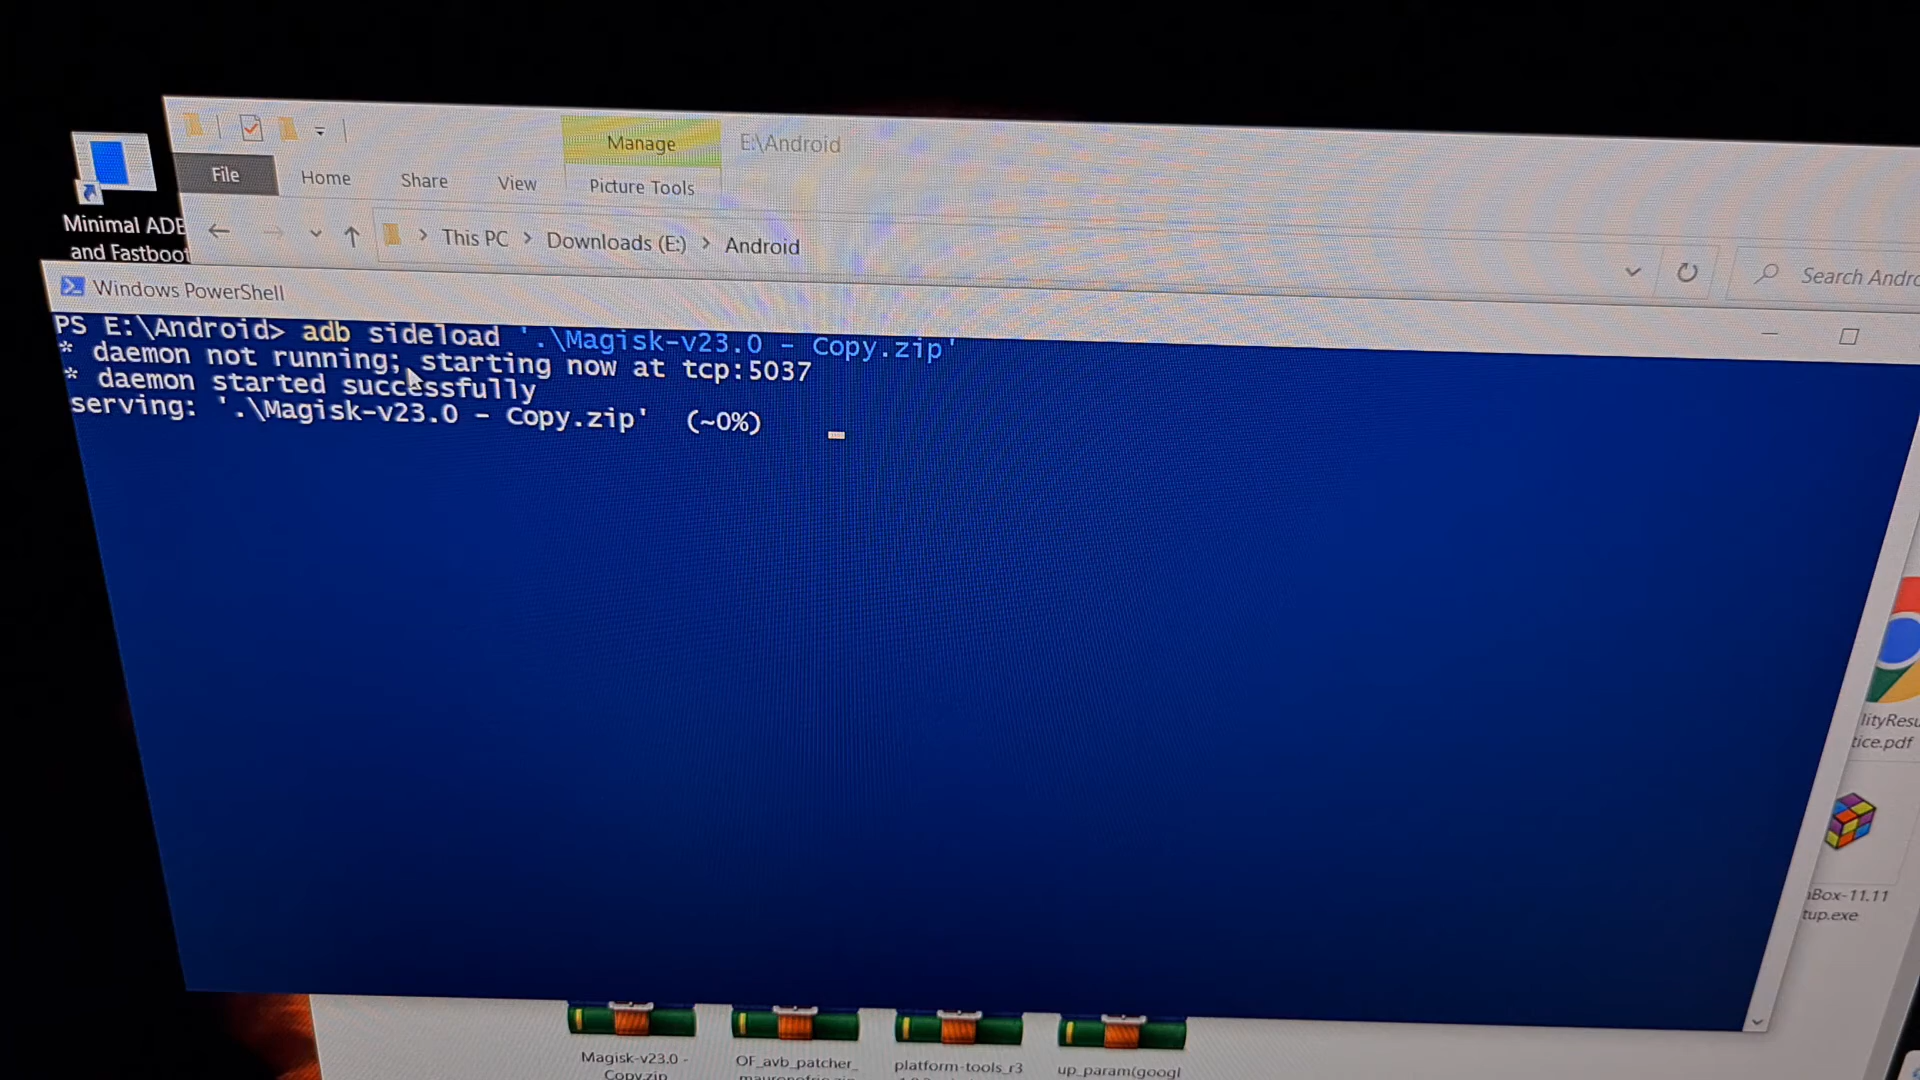 Manage
E:\Android
File
Home
Share
View
Picture Tools
Minimal ADB
and Fastboot
This PC
Downloads (E:)
Android
Search Andro
Windows PowerShell
PS E:\Android> adb sideload '.\Magisk-v23.0 - Copy.zip'
* daemon not running; starting now at tcp:5037
* daemon started successfully
serving: '.\Magisk-v23.0 - Copy.zip' (~0%)
lityResu
tice.pdf
Box-11.11
tup.exe
Magisk-v23.0 -
Copy.zip
OF_avb_patcher_
platform-tools_r3
up_param(googl